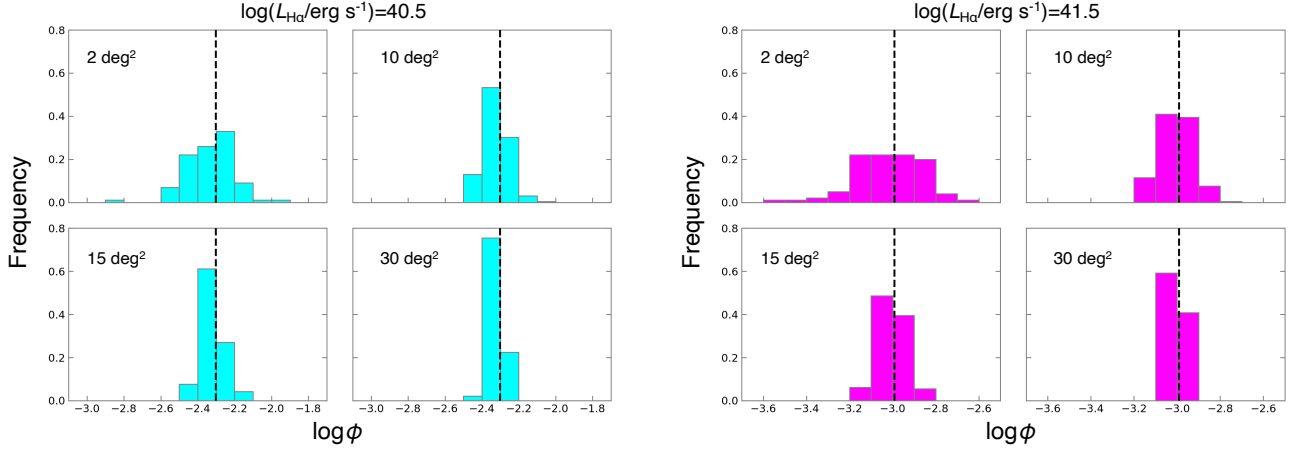 log(L_Hα/erg s⁻¹)=40.5
0.8
0.6
0.4
0.2
0.0
2 deg²
10 deg²
Frequency
0.8
0.6
0.4
0.2
0.0
15 deg²
30 deg²
−3.0 −2.8 −2.6 −2.4 −2.2 −2.0 −1.8
−3.0 −2.8 −2.6 −2.4 −2.2 −2.0 −1.8
logϕ
log(L_Hα/erg s⁻¹)=41.5
0.8
0.6
0.4
0.2
0.0
2 deg²
10 deg²
Frequency
0.8
0.6
0.4
0.2
0.0
15 deg²
30 deg²
−3.6 −3.4 −3.2 −3.0 −2.8 −2.6
−3.6 −3.4 −3.2 −3.0 −2.8 −2.6
logϕ